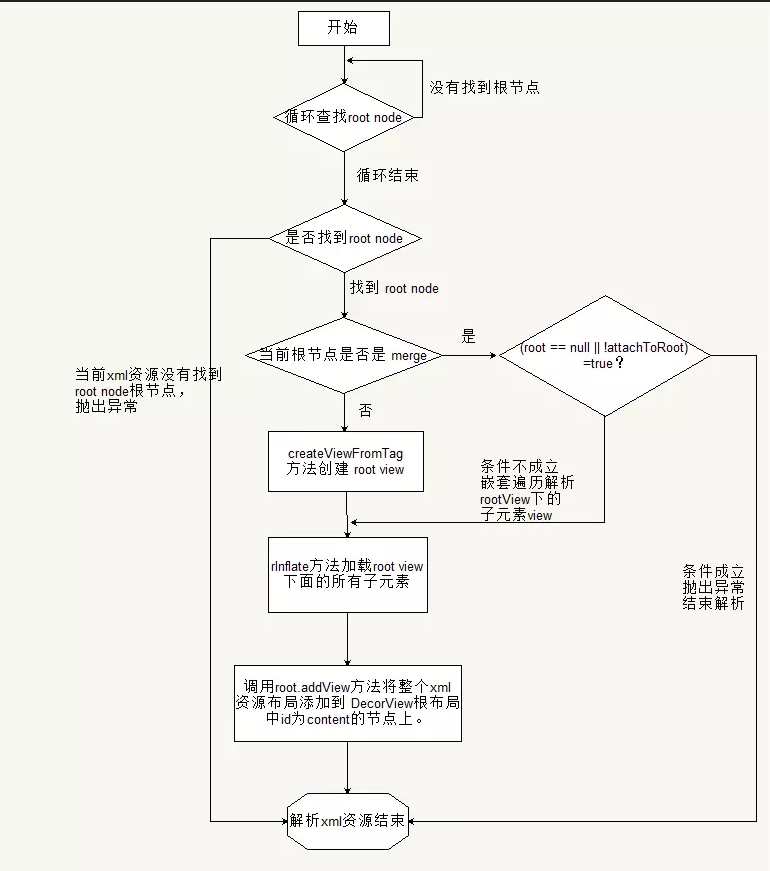 开始
没有找到根节点
循环查找root node
循环结束
是否找到root node
找到 root node
当前根节点是否是 merge
是
(root == null || !attachToRoot)
=true？
当前xml资源没有找到
root node根节点，
抛出异常
否
createViewFromTag
方法创建 root view
条件不成立
嵌套遍历解析
rootView下的
子元素view
rInflate方法加载root view
下面的所有子元素
条件成立
抛出异常
结束解析
调用root.addView方法将整个xml
资源布局添加到 DecorView根布局
中id为content的节点上。
解析xml资源结束